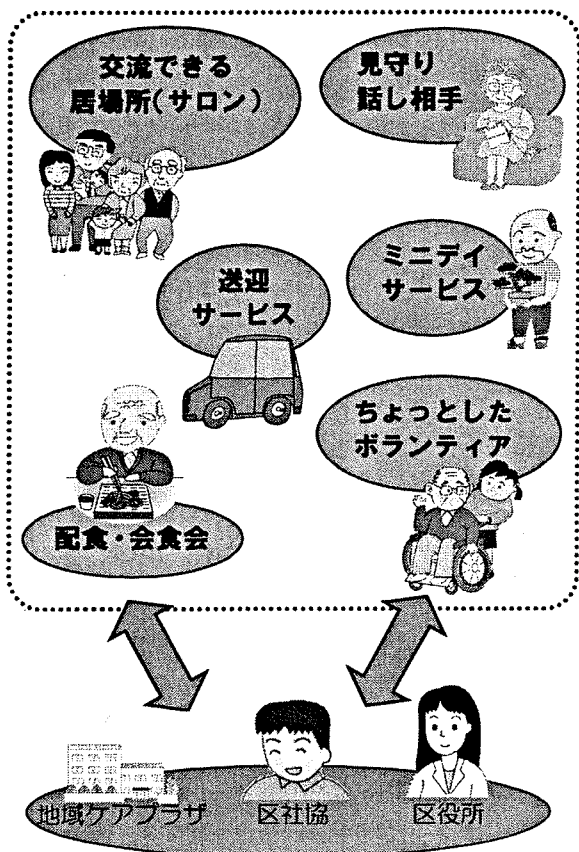 交流できる
居場所(サロン)
見守り
話し相手
ミニデイ
サービス
送迎
サービス
ちょっとした
ボランティア
配食・会食会
地域ケアプラザ
区社協
区役所